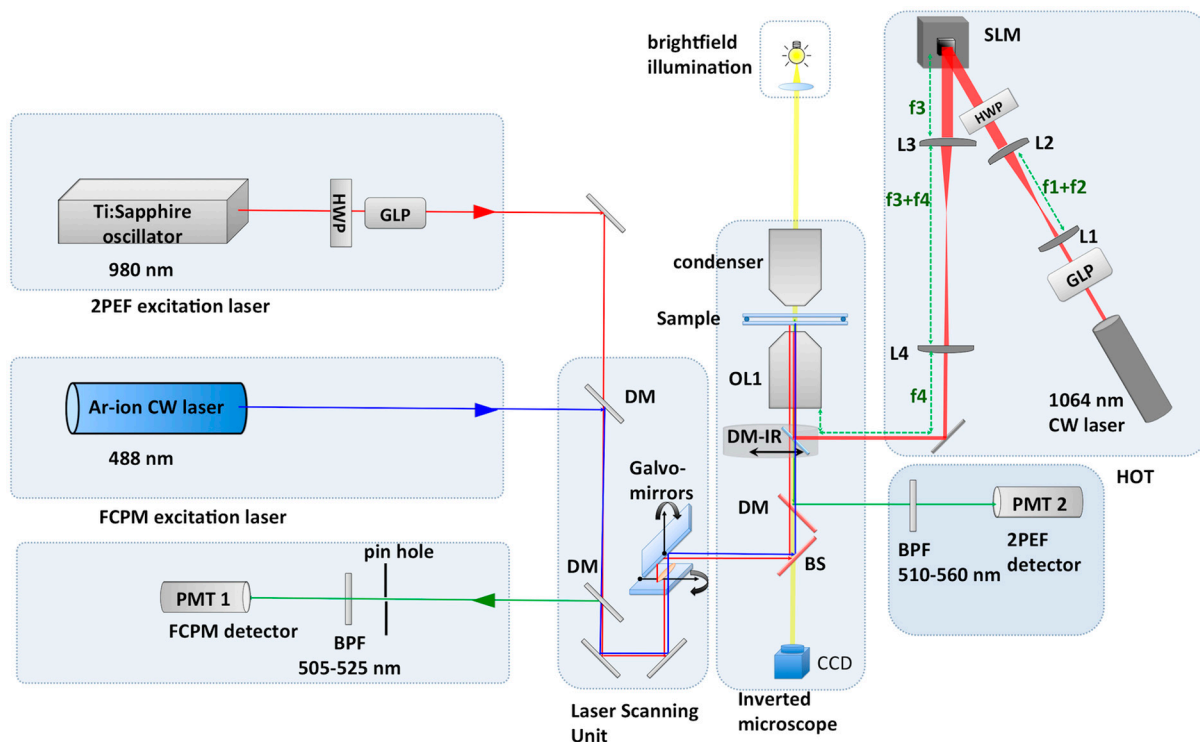 brightfield
illumination
SLM
HWP
f3
L3
L2
f1+f2
f3+f4
L1
GLP
L4
f4
1064 nm
CW laser
HOT
Ti:Sapphire
oscillator
HWP
GLP
980 nm
2PEF excitation laser
Ar-ion CW laser
488 nm
FCPM excitation laser
pin hole
PMT 1
FCPM detector
BPF
505-525 nm
DM
Galvo-
mirrors
DM
Laser Scanning
Unit
condenser
Sample
OL1
DM-IR
DM
BS
CCD
Inverted
microscope
BPF
510-560 nm
PMT 2
2PEF
detector